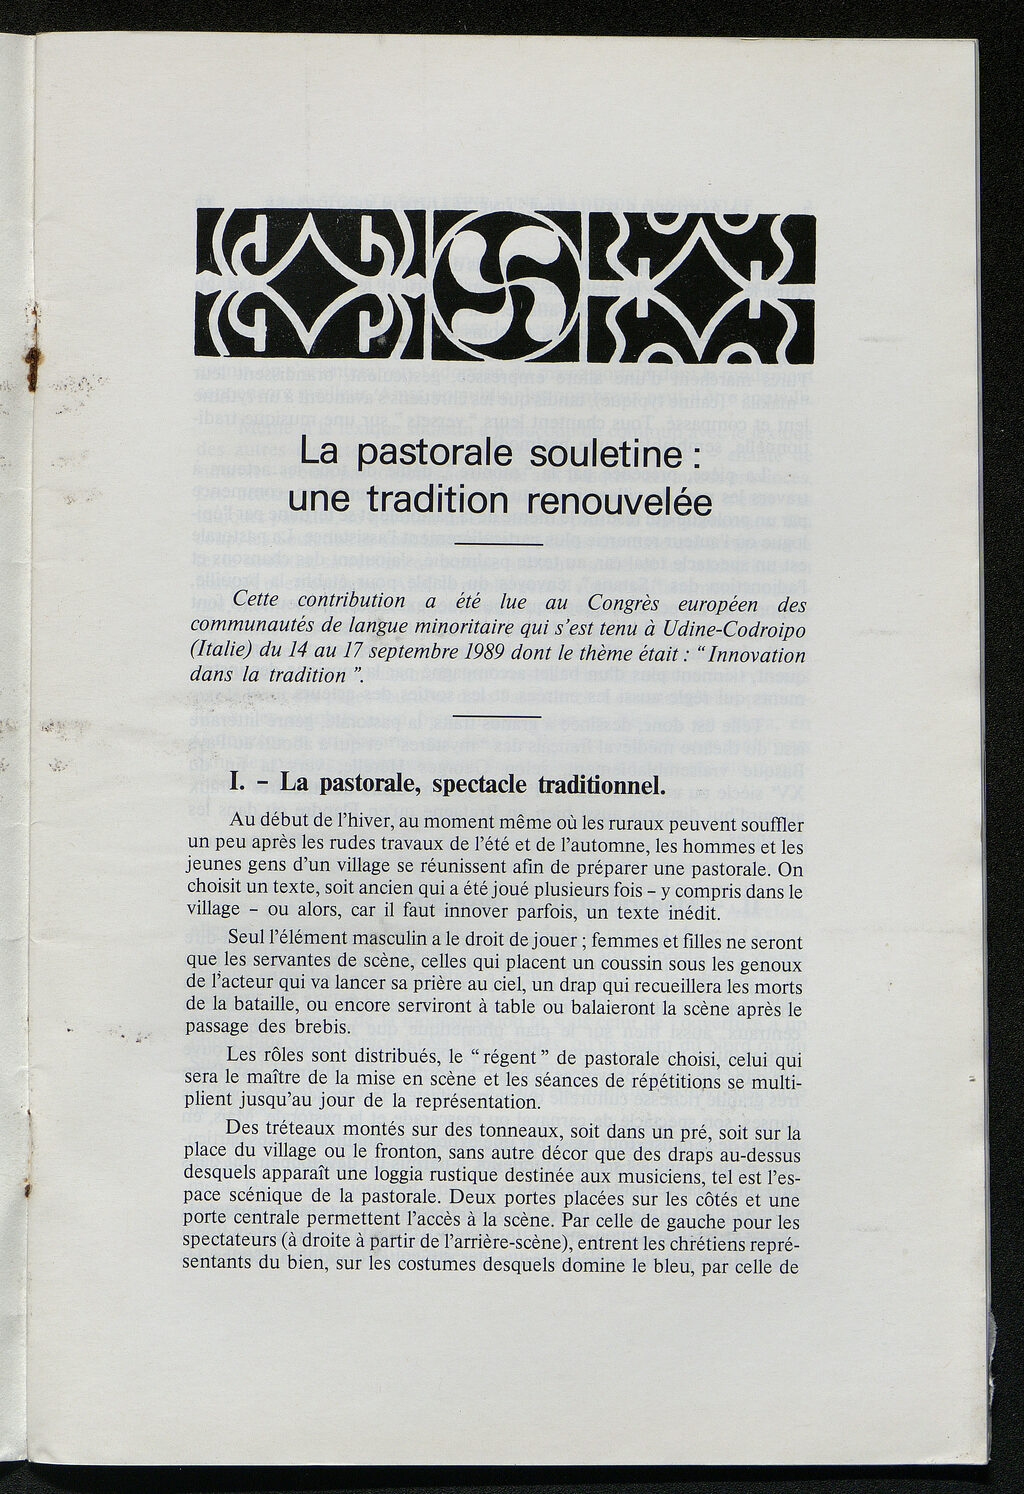 La pastorale souletine :
une tradition renouvelée
Cette contribution a été lue au Congrès européen des
communautés de langue minoritaire qui s'est tenu à Udine-Codroipo
(Italie) du 14 au 17 septembre 1989 dont le thème était : “ Innovation
dans la tradition ”.
I. – La pastorale, spectacle traditionnel.
Au début de l'hiver, au moment même où les ruraux peuvent souffler
un peu après les rudes travaux de l'été et de l'automne, les hommes et les
jeunes gens d'un village se réunissent afin de préparer une pastorale. On
choisit un texte, soit ancien qui a été joué plusieurs fois – y compris dans le
village – ou alors, car il faut innover parfois, un texte inédit.
Seul l'élément masculin a le droit de jouer ; femmes et filles ne seront
que les servantes de scène, celles qui placent un coussin sous les genoux
de l'acteur qui va lancer sa prière au ciel, un drap qui recueillera les morts
de la bataille, ou encore serviront à table ou balaieront la scène après le
passage des brebis.
Les rôles sont distribués, le “ régent ” de pastorale choisi, celui qui
sera le maître de la mise en scène et les séances de répétitions se multi-
plient jusqu'au jour de la représentation.
Des tréteaux montés sur des tonneaux, soit dans un pré, soit sur la
place du village ou le fronton, sans autre décor que des draps au-dessus
desquels apparaît une loggia rustique destinée aux musiciens, tel est l'es-
pace scénique de la pastorale. Deux portes placées sur les côtés et une
porte centrale permettent l'accès à la scène. Par celle de gauche pour les
spectateurs (à droite à partir de l'arrière-scène), entrent les chrétiens repré-
sentants du bien, sur les costumes desquels domine le bleu, par celle de